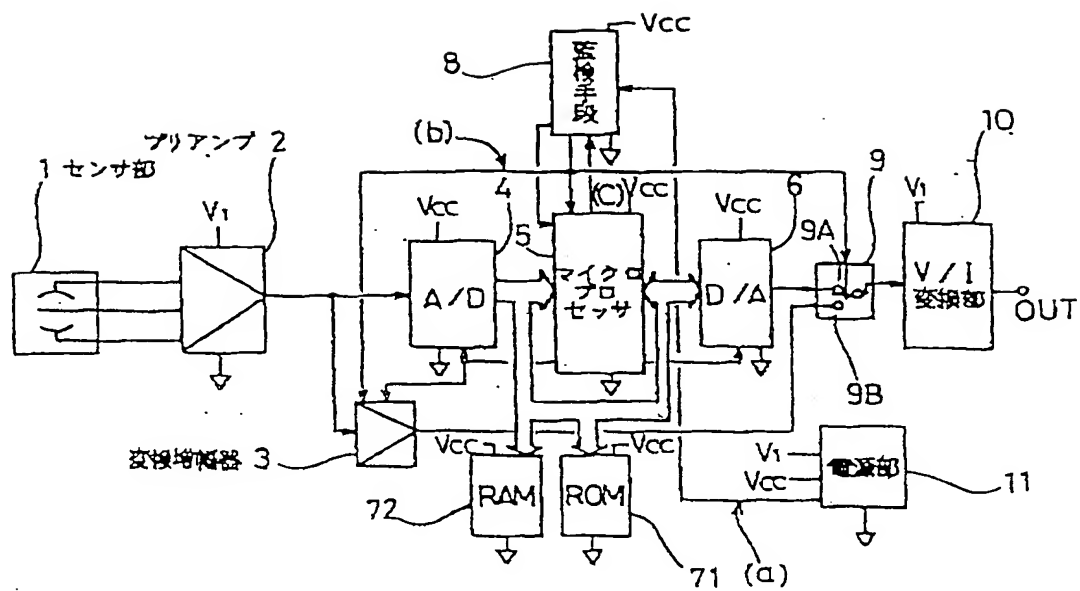 Vcc
8
監検手段
プリアンプ 2
(b)
10
1 センサ部
9
V1
Vcc
4
(C)
Vcc
6
Vcc
9A
V1
5
A/D
マイクロ
プロ
セッサ
D/A
V/I
変換部
OUT
9B
変換増幅器 3
Vcc
Vcc
V1
Vcc
電源部
11
RAM
ROM
72
71
(a)